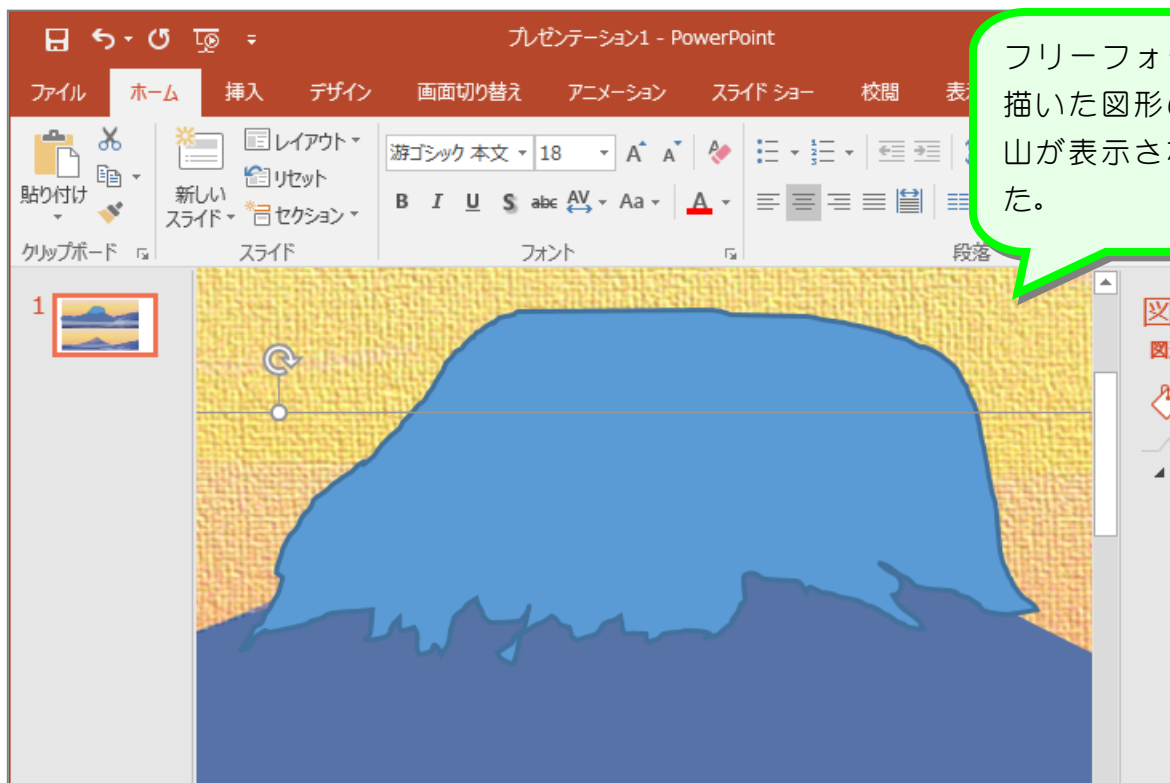 プレゼンテーション1 - PowerPoint
ファイル ホーム 挿入 デザイン 画面切り替え アニメーション スライド ショー 校閲
フリーフォ
描いた図形
山が表示さ
た。
レイアウト
リセット
セクション
貼り付け
新しい
スライド
游ゴシック 本文 18 A A
B I U S abc AV Aa A
クリップボード スライド フォント 段落
1